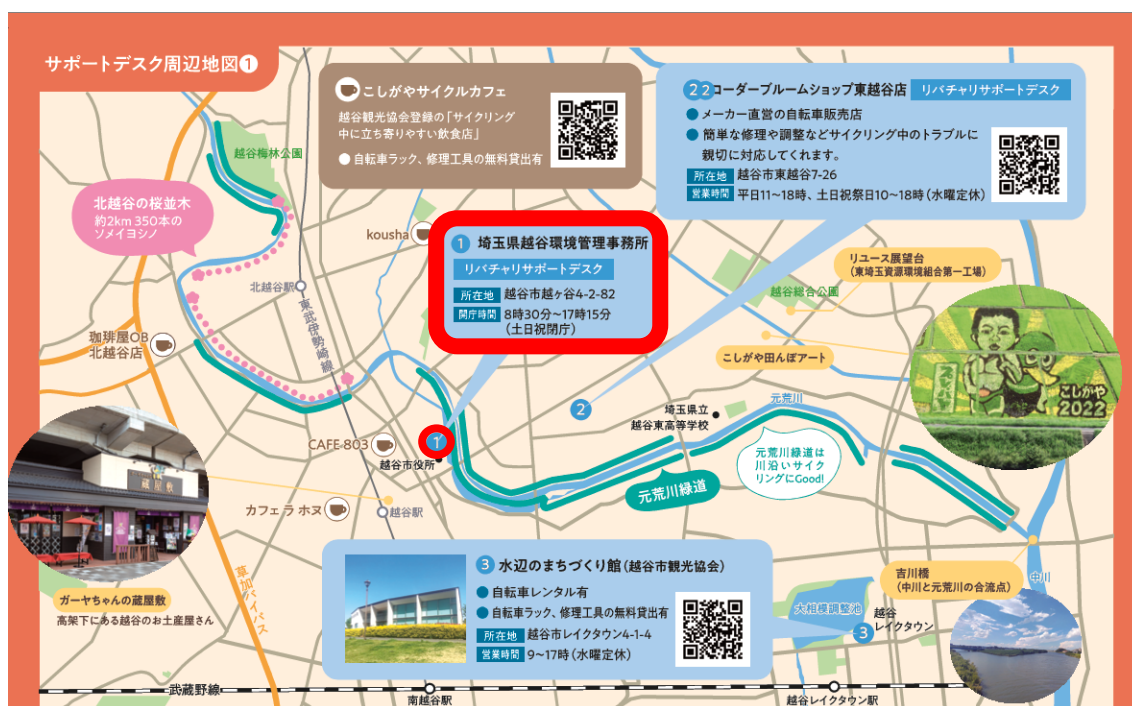 サポートデスク周辺地図❶
こしがやサイクルカフェ
越谷観光協会登録の「サイクリング
中に立ち寄りやすい飲食店」
●自転車ラック、修理工具の無料貸出有
22コーダーブルームショップ東越谷店
リバチャリサポートデスク
●メーカー直営の自転車販売店
●簡単な修理や調整などサイクリング中のトラブルに
親切に対応してくれます。
所在地 越谷市東越谷7-26
営業時間 平日11〜18時、土日祝祭日10〜18時(水曜定休)
越谷梅林公園
北越谷の桜並木
約2km 350本の
ソメイヨシノ
kousha
1 埼玉県越谷環境管理事務所
リバチャリサポートデスク
所在地 越谷市越ヶ谷4-2-82
開庁時間 8時30分〜17時15分
(土日祝閉庁)
リユース展望台
(東埼玉資源環境組合第一工場)
越谷総合公園
北越谷駅
東武伊勢崎線
珈琲屋OB
北越谷店
こしがや田んぼアート
こしがや
2022
2
元荒川
埼玉県立
越谷東高等学校
CAFE-803
1
越谷市役所
元荒川緑道は
川沿いサイク
リングにGood!
元荒川緑道
蔵屋敷
カフェ ラ ホヌ
越谷駅
3 水辺のまちづくり館(越谷市観光協会)
●自転車レンタル有
●自転車ラック、修理工具の無料貸出有
所在地 越谷市レイクタウン4-1-4
営業時間 9〜17時(水曜定休)
吉川橋
(中川と元荒川の合流点)
中川
ガーヤちゃんの蔵屋敷
高架下にある越谷のお土産屋さん
草加バイパス
大相模調整池
3
越谷
レイクタウン
武蔵野線
南越谷駅
越谷レイクタウン駅